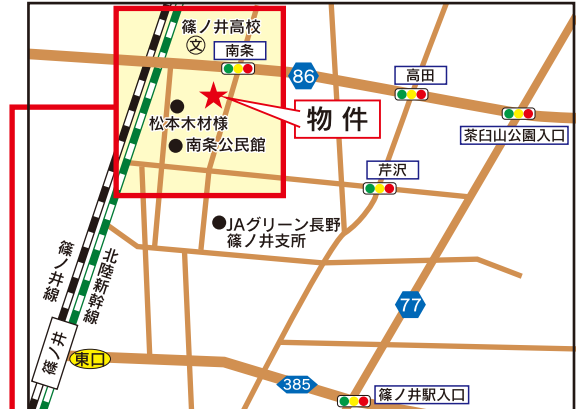 篠ノ井高校
文
南条
86
高田
茶臼山公園入口
松本木材様
物件
南条公民館
芹沢
JAグリーン長野
篠ノ井支所
篠ノ井線
北陸新幹線
77
篠ノ井
東口
385
篠ノ井駅入口